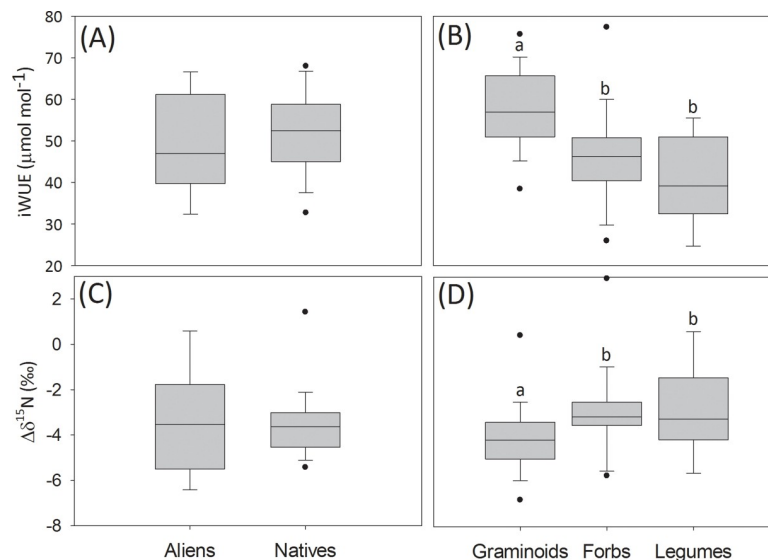 (A)
(B)
80
70
60
50
40
30
20
iWUE (µmol mol⁻¹)
a
b
b
(C)
(D)
2
0
-2
-4
-6
-8
Δδ¹⁵N (‰)
a
b
b
Aliens Natives
Graminoids Forbs Legumes